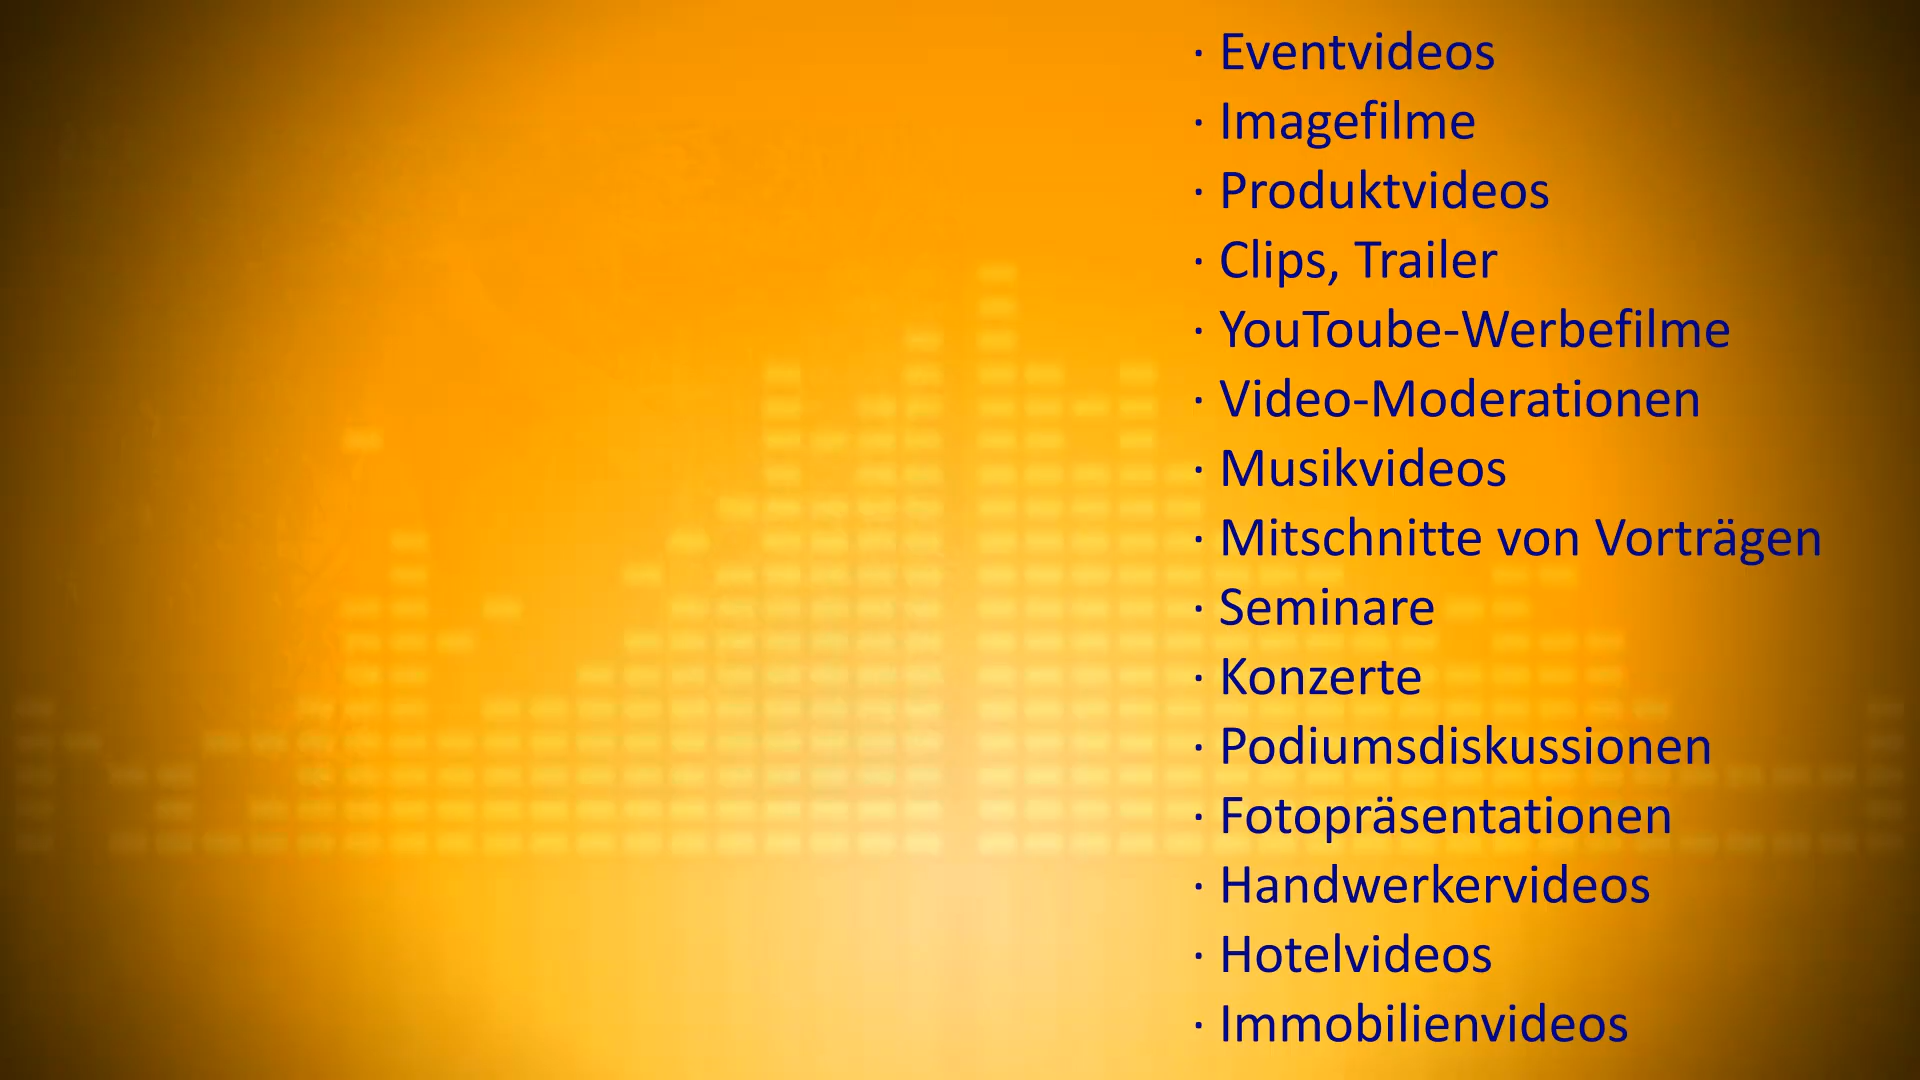 · Eventvideos
· Imagefilme
· Produktvideos
· Clips, Trailer
· YouToube-Werbefilme
· Video-Moderationen
· Musikvideos
· Mitschnitte von Vorträgen
· Seminare
· Konzerte
· Podiumsdiskussionen
· Fotopräsentationen
· Handwerkervideos
· Hotelvideos
· Immobilienvideos